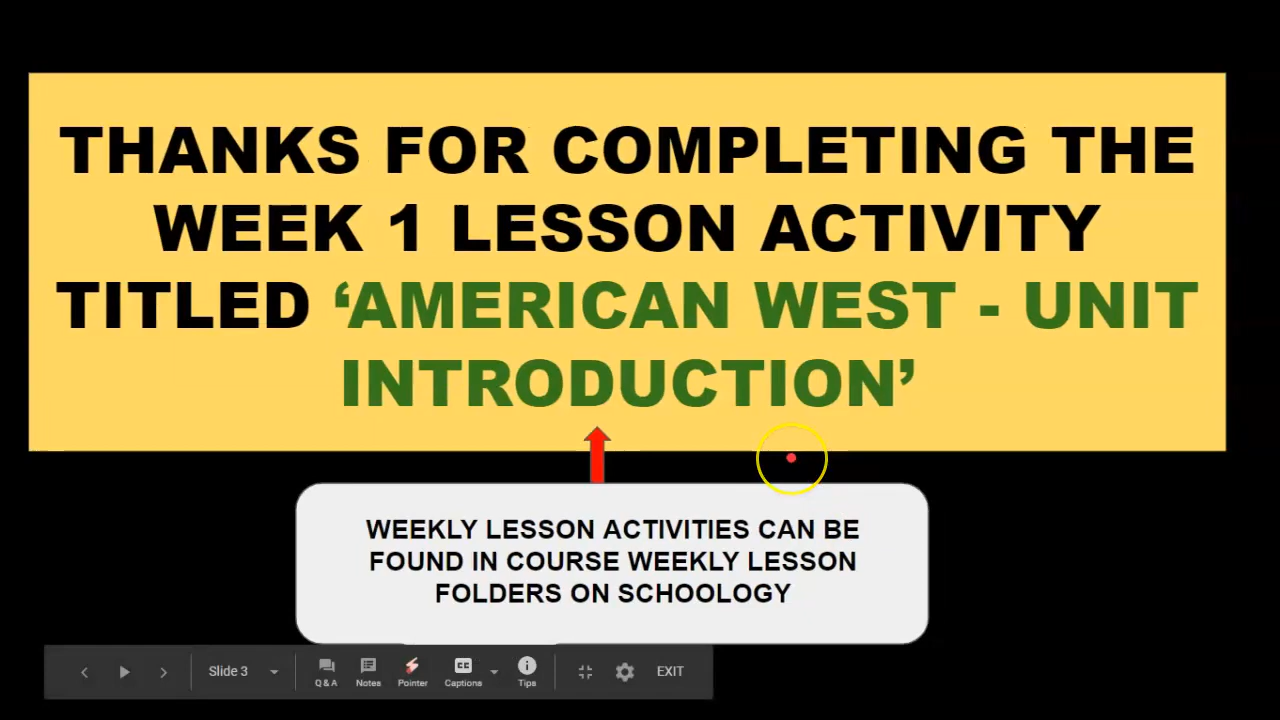 THANKS FOR COMPLETING THE
WEEK 1 LESSON ACTIVITY
TITLED ‘AMERICAN WEST - UNIT
INTRODUCTION’
WEEKLY LESSON ACTIVITIES CAN BE
FOUND IN COURSE WEEKLY LESSON
FOLDERS ON SCHOOLOGY
Slide 3
Q & A
Notes
Pointer
CC
Captions
Tips
EXIT